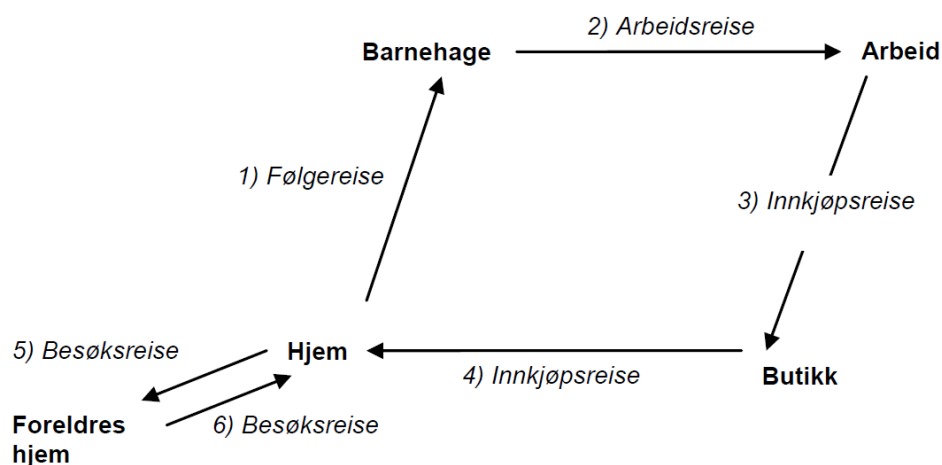 2) Arbeidsreise
Barnehage
Arbeid
1) Følgereise
3) Innkjøpsreise
5) Besøksreise
Hjem
4) Innkjøpsreise
Butikk
Foreldres
hjem
6) Besøksreise